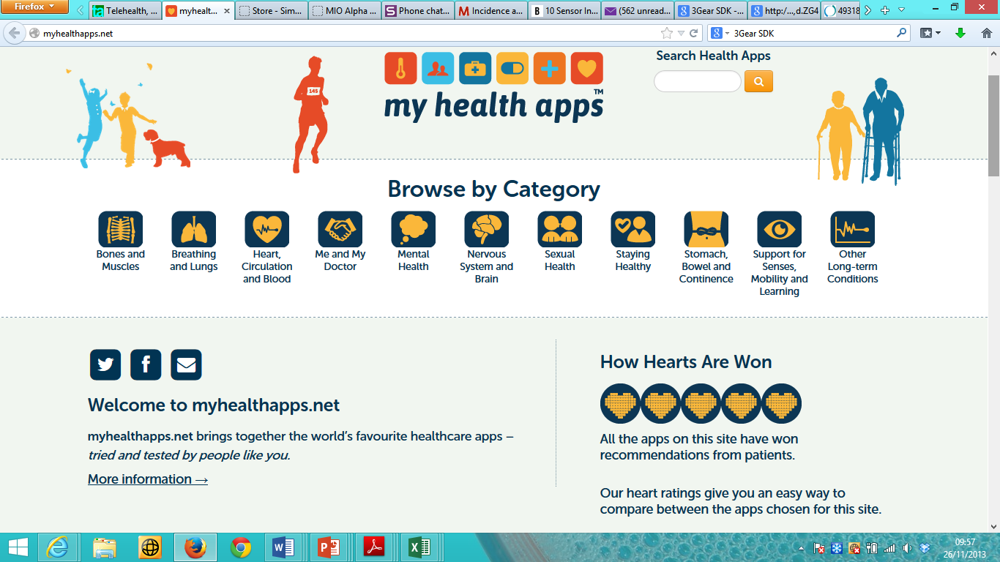 Firefox
Telehealth, ...
myhealt...
Store - Sim...
MIO Alpha ...
Phone chat...
Incidence a...
10 Sensor In...
(562 unread...
3Gear SDK -...
http:/...,d.ZG4
49318
myhealthapps.net
3Gear SDK
145
my health apps™
Search Health Apps
Browse by Category
Bones and
Muscles
Breathing
and Lungs
Heart,
Circulation
and Blood
Me and My
Doctor
Mental
Health
Nervous
System and
Brain
Sexual
Health
Staying
Healthy
Stomach,
Bowel and
Continence
Support for
Senses,
Mobility and
Learning
Other
Long-term
Conditions
Welcome to myhealthapps.net
myhealthapps.net brings together the world's favourite healthcare apps –
tried and tested by people like you.
More information →
How Hearts Are Won
All the apps on this site have won
recommendations from patients.
Our heart ratings give you an easy way to
compare between the apps chosen for this site.
09:57
26/11/2013